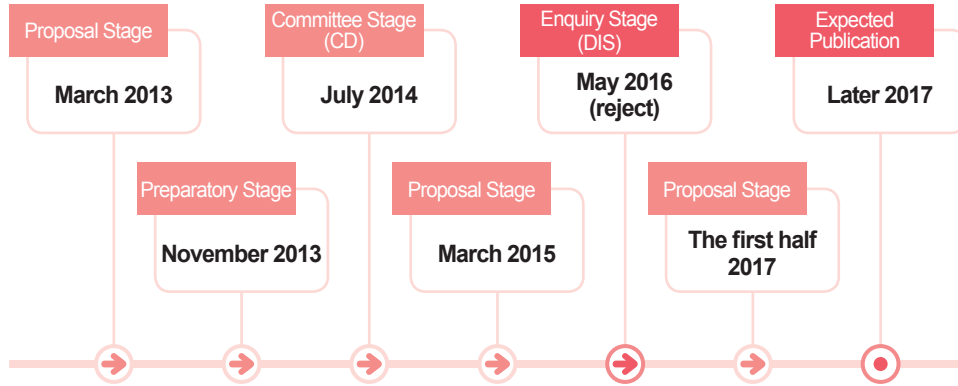 Proposal Stage
March 2013
Preparatory Stage
November 2013
Committee Stage
(CD)
July 2014
Proposal Stage
March 2015
Enquiry Stage
(DIS)
May 2016
(reject)
Proposal Stage
The first half
2017
Expected
Publication
Later 2017